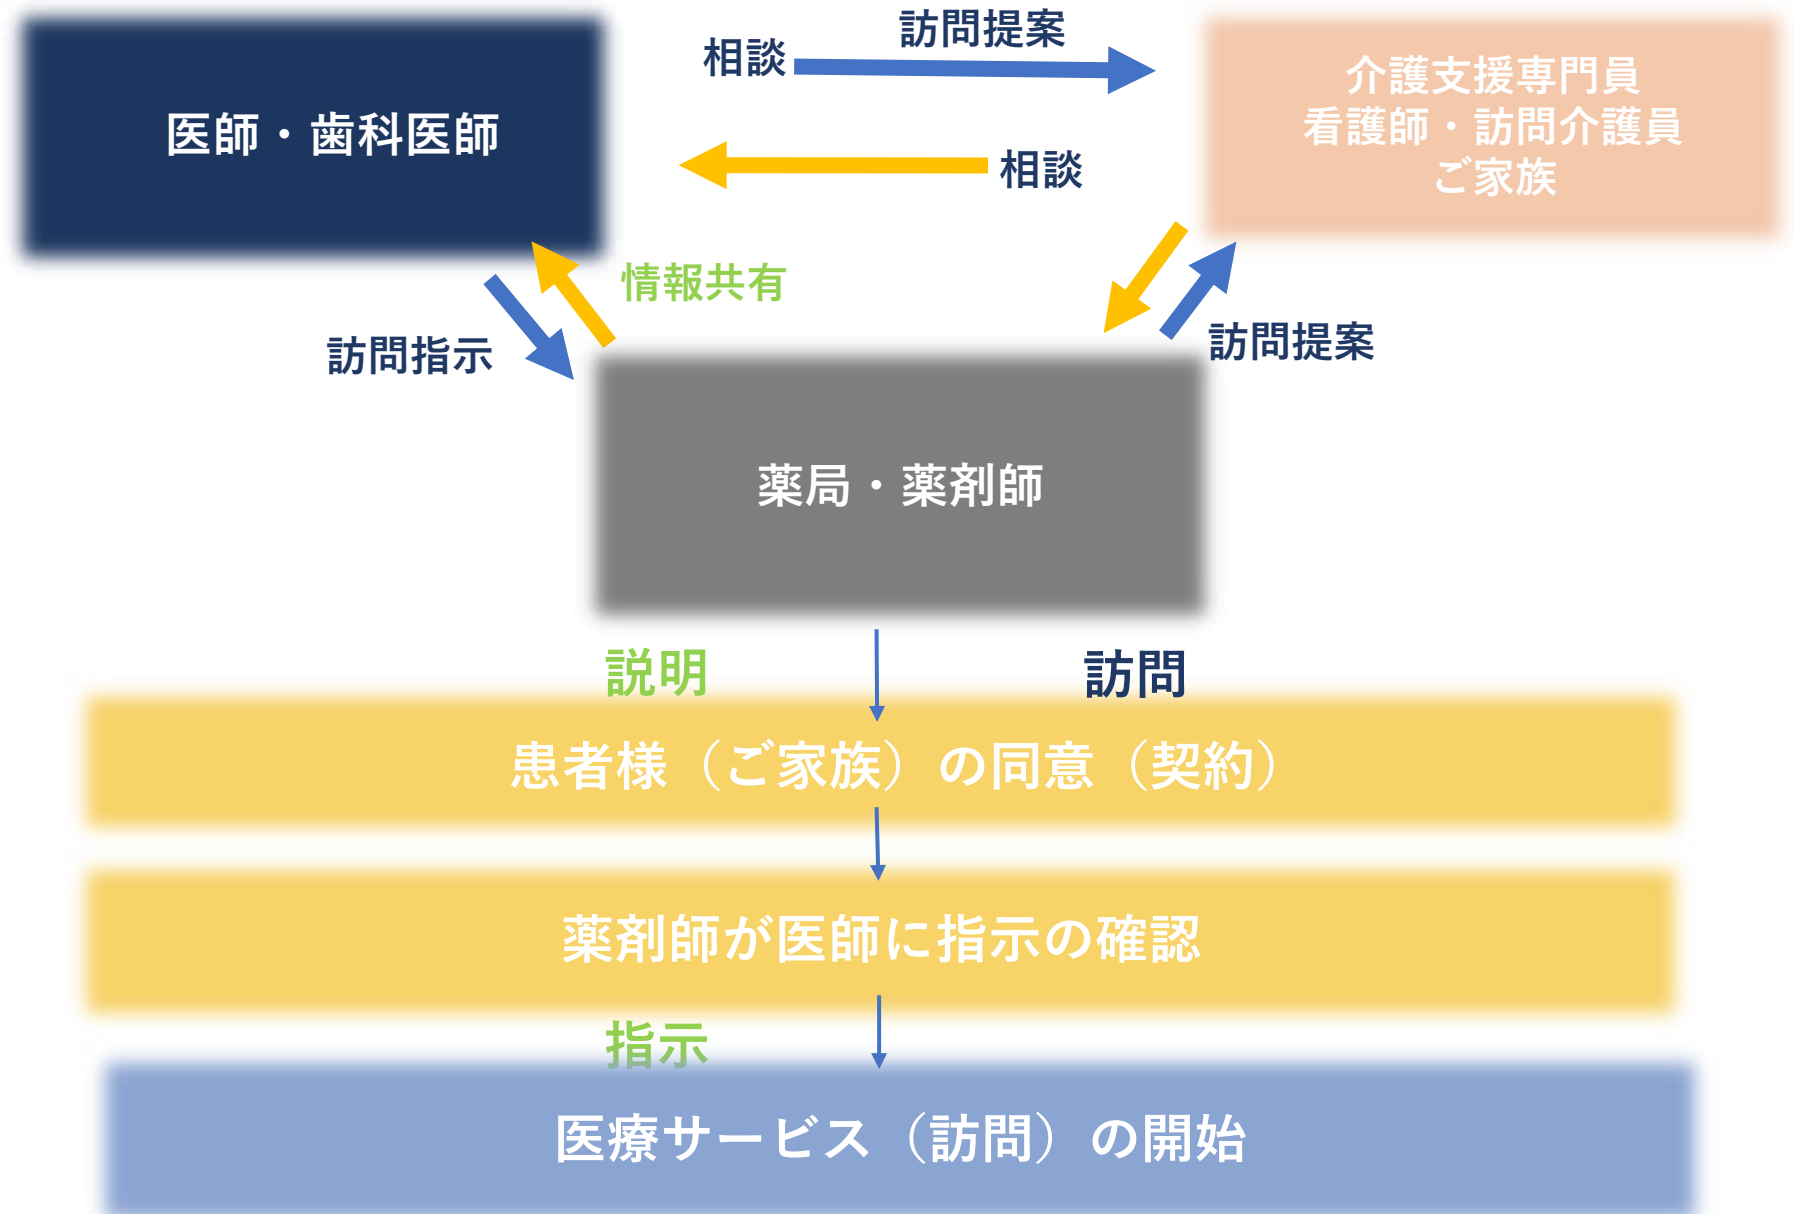 訪問提案
相談
介護支援専門員
看護師・訪問介護員
ご家族
医師・歯科医師
相談
情報共有
訪問指示
訪問提案
薬局・薬剤師
説明
訪問
患者様（ご家族）の同意（契約）
薬剤師が医師に指示の確認
指示
医療サービス（訪問）の開始